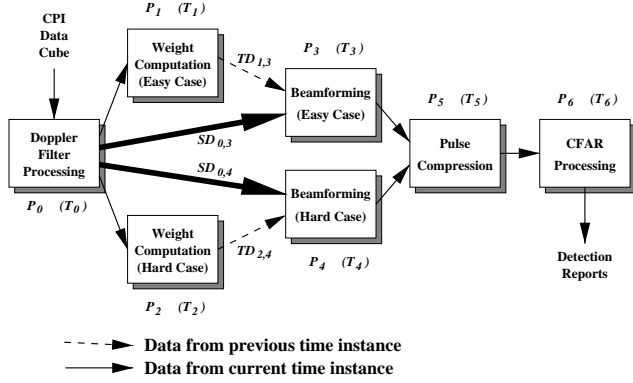 CPI
Data
Cube
P1 (T1)
Weight
Computation
(Easy Case)
TD1,3
P3 (T3)
Beamforming
(Easy Case)
Doppler
Filter
Processing
P0 (T0)
SD0,3
SD0,4
P5 (T5)
Pulse
Compression
P6 (T6)
CFAR
Processing
Weight
Computation
(Hard Case)
P2 (T2)
TD2,4
Beamforming
(Hard Case)
P4 (T4)
Detection
Reports
Data from previous time instance
Data from current time instance